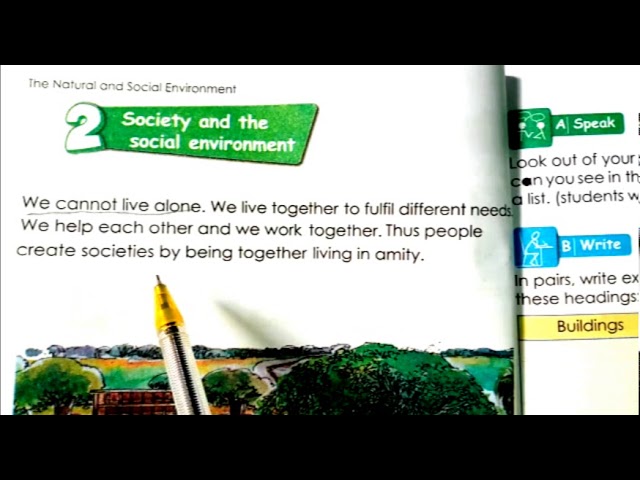 The Natural and Social Environment
2 Society and the
social environment
We cannot live alone. We live together to fulfil different needs.
We help each other and we work together. Thus people
create societies by being together living in amity.
A Speak
Look out of your
can you see in
a list. (students
B Write
In pairs, write
these headings:
Buildings